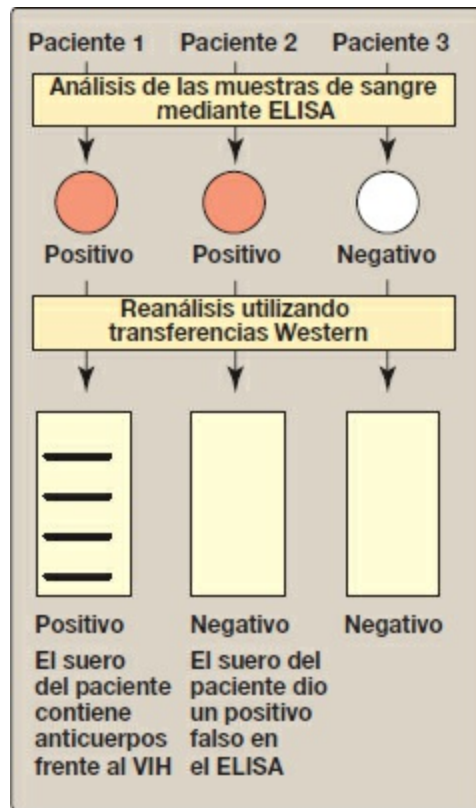 Paciente 1 Paciente 2 Paciente 3
Análisis de las muestras de sangre
mediante ELISA
Positivo Positivo Negativo
Reanálisis utilizando
transferencias Western
Positivo Negativo Negativo
El suero
del paciente
contiene
anticuerpos
frente al VIH
El suero del
paciente dio
un positivo
falso en
el ELISA